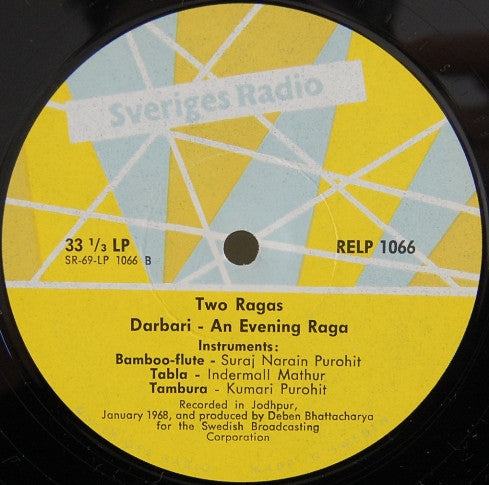 Sveriges Radio
33 1/3 LP
SR-69-LP 1066 B
RELP 1066
Two Ragas
Darbari - An Evening Raga
Instruments:
Bamboo-flute - Suraj Narain Purohit
Tabla - Indermall Mathur
Tambura - Kumari Purohit
Recorded in Jodhpur,
January 1968, and produced by Deben Bhattacharya
for the Swedish Broadcasting
Corporation